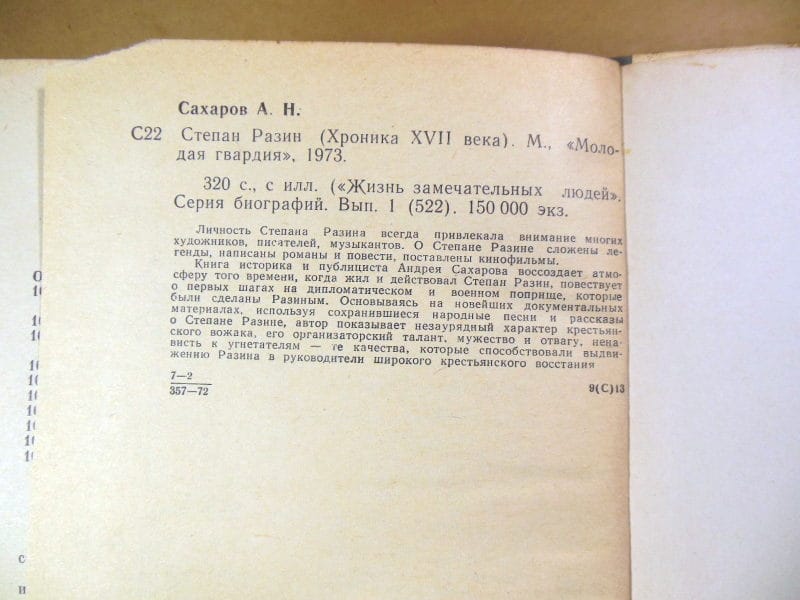 Сахаров А. Н.
С22 Степан Разин (Хроника XVII века). М., «Моло-
дая гвардия», 1973.
320 с., с илл. («Жизнь замечательных людей».
Серия биографий. Вып. 1 (522). 150 000 экз.
Личность Степана Разина всегда привлекала внимание многих
художников, писателей, музыкантов. О Степане Разине сложены ле-
генды, написаны романы и повести, поставлены кинофильмы.
Книга историка и публициста Андрея Сахарова воссоздает атмо-
сферу того времени, когда жил и действовал Степан Разин, повествует
о первых шагах на дипломатическом и военном поприще, которые
были сделаны Разиным. Основываясь на новейших документальных
материалах, используя сохранившиеся народные песни и рассказы
о Степане Разине, автор показывает незаурядный характер крестьян-
ского вожака, его организаторский талант, мужество и отвагу, нена-
висть к угнетателям — те качества, которые способствовали выдви-
жению Разина в руководители широкого крестьянского восстания
7—2
357—72
9(С)13
с
и